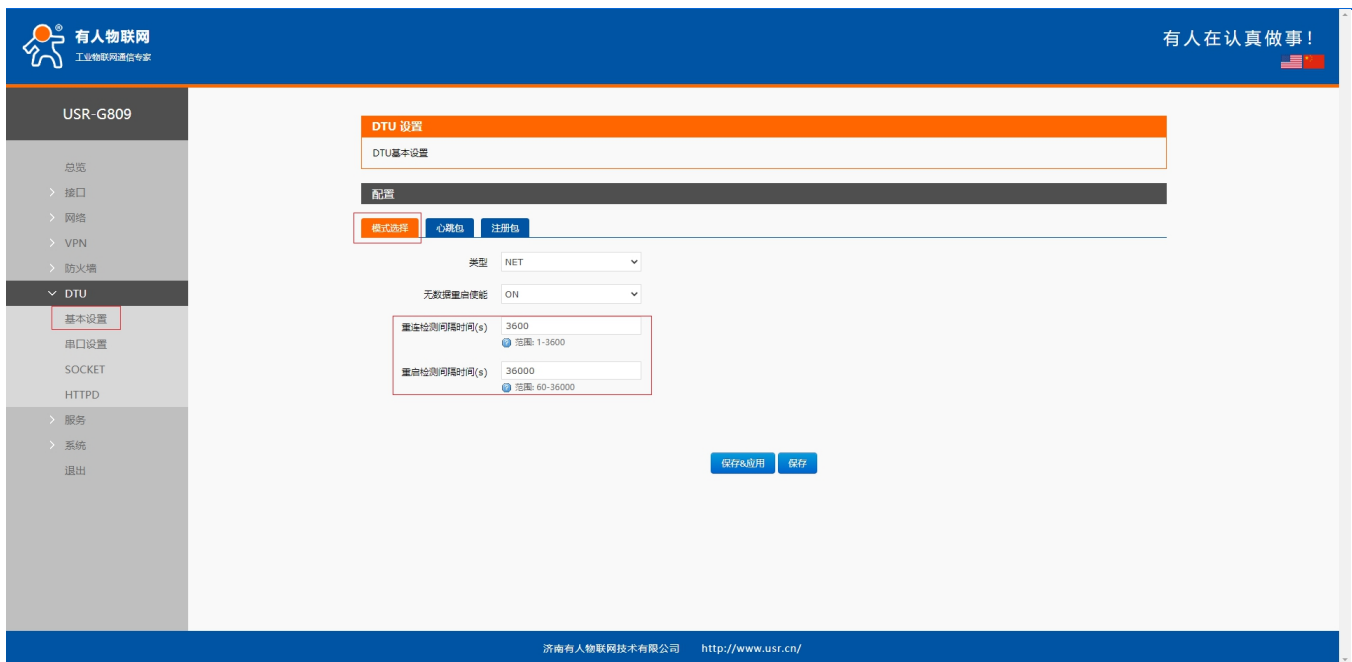 有人物联网
工业物联网通信专家
有人在认真做事！
USR-G809
总览
接口
网络
VPN
防火墙
DTU
基本设置
串口设置
SOCKET
HTTPD
服务
系统
退出
DTU 设置
DTU基本设置
配置
模式选择 心跳包 注册包
类型 NET
无数据重启使能 ON
重连检测间隔时间(s) 3600
范围: 1-3600
重启检测间隔时间(s) 36000
范围: 60-36000
保存&应用 保存
济南有人物联网技术有限公司 http://www.usr.cn/